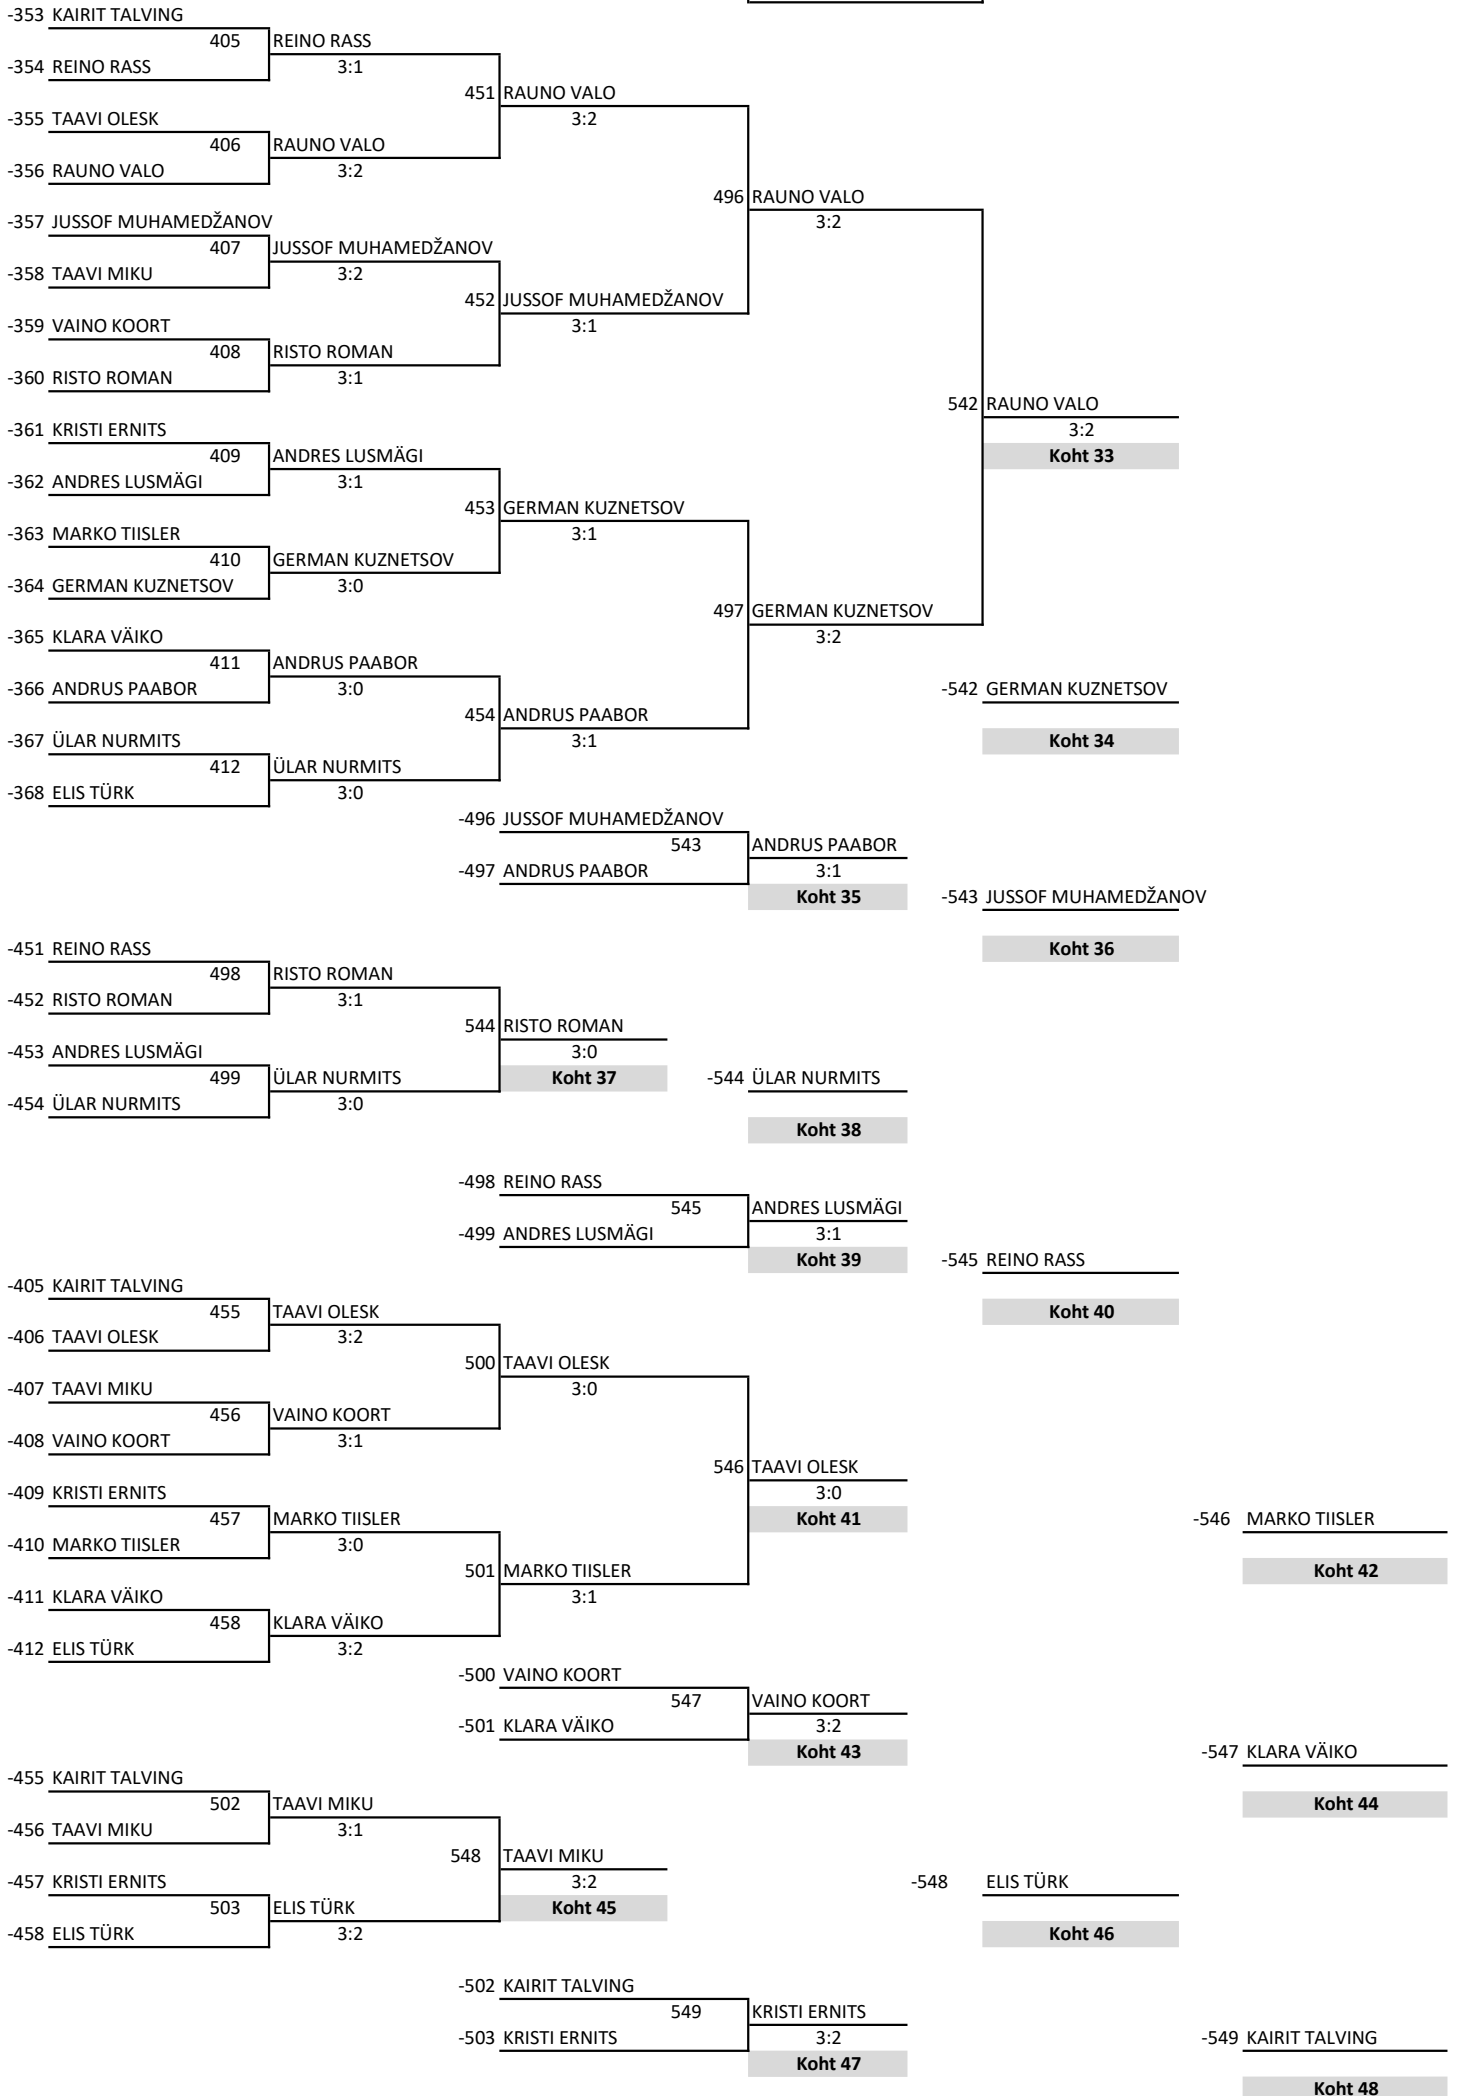 -353 KAIRIT TALVING
405 REINO RASS
-354 REINO RASS 3:1
451 RAUNO VALO
-355 TAAVI OLESK 3:2
406 RAUNO VALO
-356 RAUNO VALO 3:2
496 RAUNO VALO
-357 JUSSOF MUHAMEDŽANOV 3:2
407 JUSSOF MUHAMEDŽANOV
-358 TAAVI MIKU 3:2
452 JUSSOF MUHAMEDŽANOV
-359 VAINO KOORT 3:1
408 RISTO ROMAN
-360 RISTO ROMAN 3:1
542 RAUNO VALO
-361 KRISTI ERNITS 3:2
409 ANDRES LUSMÄGI Koht 33
-362 ANDRES LUSMÄGI 3:1
453 GERMAN KUZNETSOV
-363 MARKO TIISLER 3:1
410 GERMAN KUZNETSOV
-364 GERMAN KUZNETSOV 3:0
497 GERMAN KUZNETSOV
-365 KLARA VÄIKO 3:2
411 ANDRUS PAABOR
-366 ANDRUS PAABOR 3:0 -542 GERMAN KUZNETSOV
454 ANDRUS PAABOR
-367 ÜLAR NURMITS 3:1 Koht 34
412 ÜLAR NURMITS
-368 ELIS TÜRK 3:0
-496 JUSSOF MUHAMEDŽANOV
543 ANDRUS PAABOR
-497 ANDRUS PAABOR 3:1
Koht 35 -543 JUSSOF MUHAMEDŽANOV
-451 REINO RASS Koht 36
498 RISTO ROMAN
-452 RISTO ROMAN 3:1
544 RISTO ROMAN
-453 ANDRES LUSMÄGI 3:0
499 ÜLAR NURMITS Koht 37 -544 ÜLAR NURMITS
-454 ÜLAR NURMITS 3:0
Koht 38
-498 REINO RASS
545 ANDRES LUSMÄGI
-499 ANDRES LUSMÄGI 3:1
Koht 39 -545 REINO RASS
-405 KAIRIT TALVING
455 TAAVI OLESK Koht 40
-406 TAAVI OLESK 3:2
500 TAAVI OLESK
-407 TAAVI MIKU 3:0
456 VAINO KOORT
-408 VAINO KOORT 3:1
546 TAAVI OLESK
-409 KRISTI ERNITS 3:0
457 MARKO TIISLER Koht 41 -546 MARKO TIISLER
-410 MARKO TIISLER 3:0
501 MARKO TIISLER Koht 42
-411 KLARA VÄIKO 3:1
458 KLARA VÄIKO
-412 ELIS TÜRK 3:2
-500 VAINO KOORT
547 VAINO KOORT
-501 KLARA VÄIKO 3:2
Koht 43 -547 KLARA VÄIKO
-455 KAIRIT TALVING
502 TAAVI MIKU Koht 44
-456 TAAVI MIKU 3:1
548 TAAVI MIKU
-457 KRISTI ERNITS 3:2 -548 ELIS TÜRK
503 ELIS TÜRK Koht 45
-458 ELIS TÜRK 3:2 Koht 46
-502 KAIRIT TALVING
549 KRISTI ERNITS
-503 KRISTI ERNITS 3:2 -549 KAIRIT TALVING
Koht 47
Koht 48